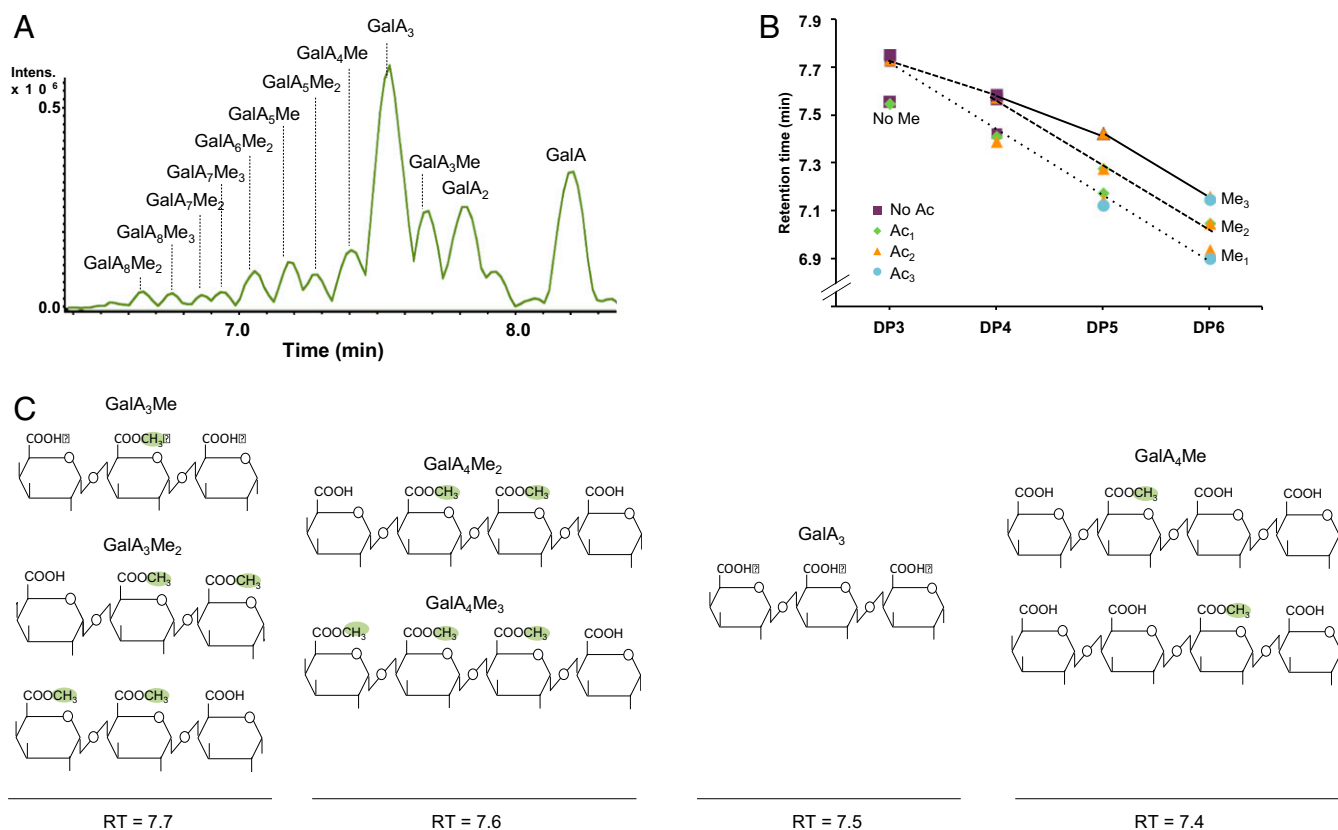 A
Intens.
x 10⁶
0.5
0.0
GalA₈Me₂
GalA₈Me₃
GalA₇Me₂
GalA₇Me₃
GalA₆Me₂
GalA₅Me
GalA₅Me₂
GalA₄Me
GalA₃
GalA₃Me
GalA₂
GalA
7.0
8.0
Time (min)
B
Retention time (min)
7.9
7.7
7.5
7.3
7.1
6.9
No Me
No Ac
Ac₁
Ac₂
Ac₃
Me₃
Me₂
Me₁
DP3
DP4
DP5
DP6
C
GalA₃Me
COOH COOCH₃ COOH
GalA₃Me₂
COOH COOCH₃ COOCH₃
COOCH₃ COOCH₃ COOH
RT = 7.7
GalA₄Me₂
COOH COOCH₃ COOCH₃ COOH
GalA₄Me₃
COOCH₃ COOCH₃ COOCH₃ COOH
RT = 7.6
GalA₃
COOH COOH COOH
RT = 7.5
GalA₄Me
COOH COOCH₃ COOH COOH
COOH COOH COOCH₃ COOH
RT = 7.4